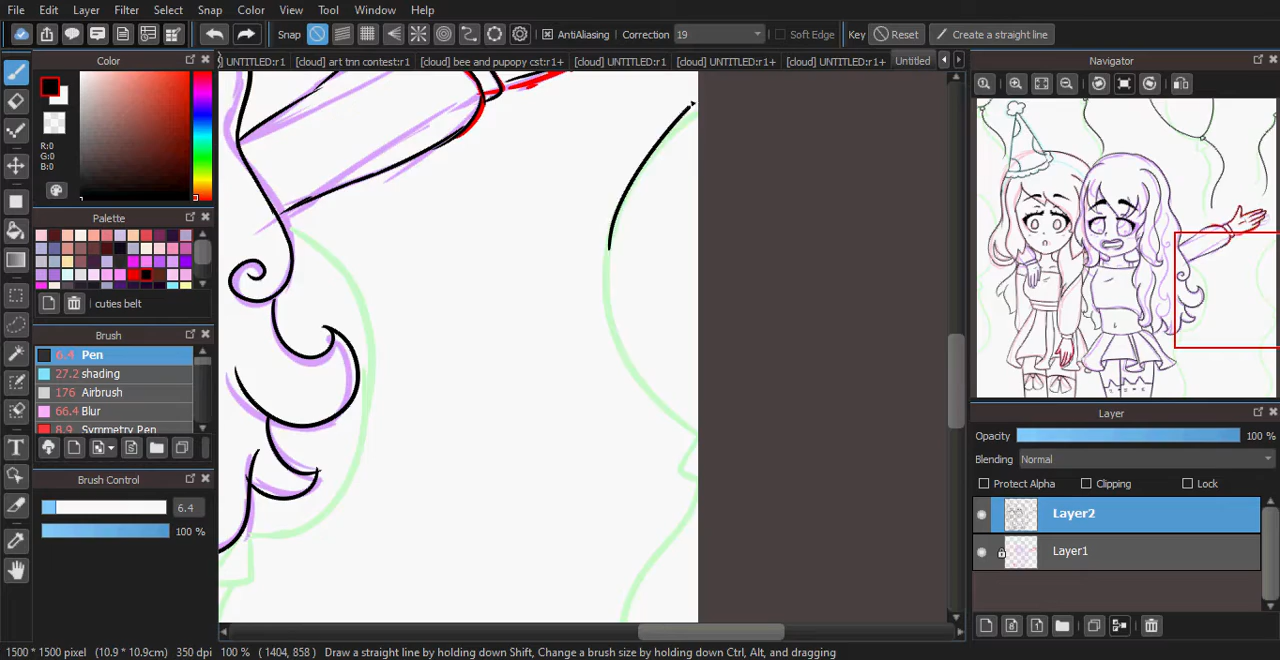 File Edit Layer Filter Select Snap Color View Tool Window Help
Snap AntiAliasing Correction 19 Soft Edge Key Reset Create a straight line
Color
UNTITLED:r1+ [cloud] art tnn contest:r1+ [cloud] bee and pupopy cst:r1+ [cloud] UNTITLED:r1+ [cloud] UNTITLED:r1+ [cloud] UNTITLED:r1+ Untitled
Navigator
R:0
G:0
B:0
Palette
cuties belt
Brush
6.4 Pen
27.2 shading
176 Airbrush
66.4 Blur
8.9 Symmetry Pen
Brush Control
6.4
100 %
Layer
Opacity 100 %
Blending Normal
Protect Alpha Clipping Lock
Layer2
Layer1
1500 * 1500 pixel (10.9 * 10.9cm) 350 dpi 100 % ( 1404, 858 ) Draw a straight line by holding down Shift, Change a brush size by holding down Ctrl, Alt, and dragging